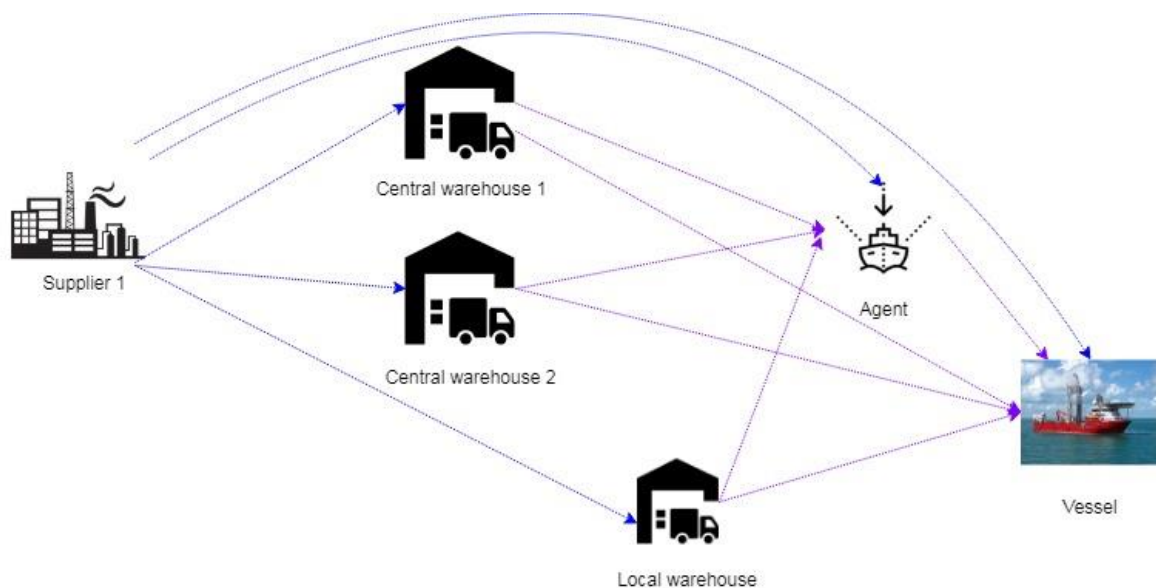 Central warehouse 1
Supplier 1
Agent
Central warehouse 2
Vessel
Local warehouse